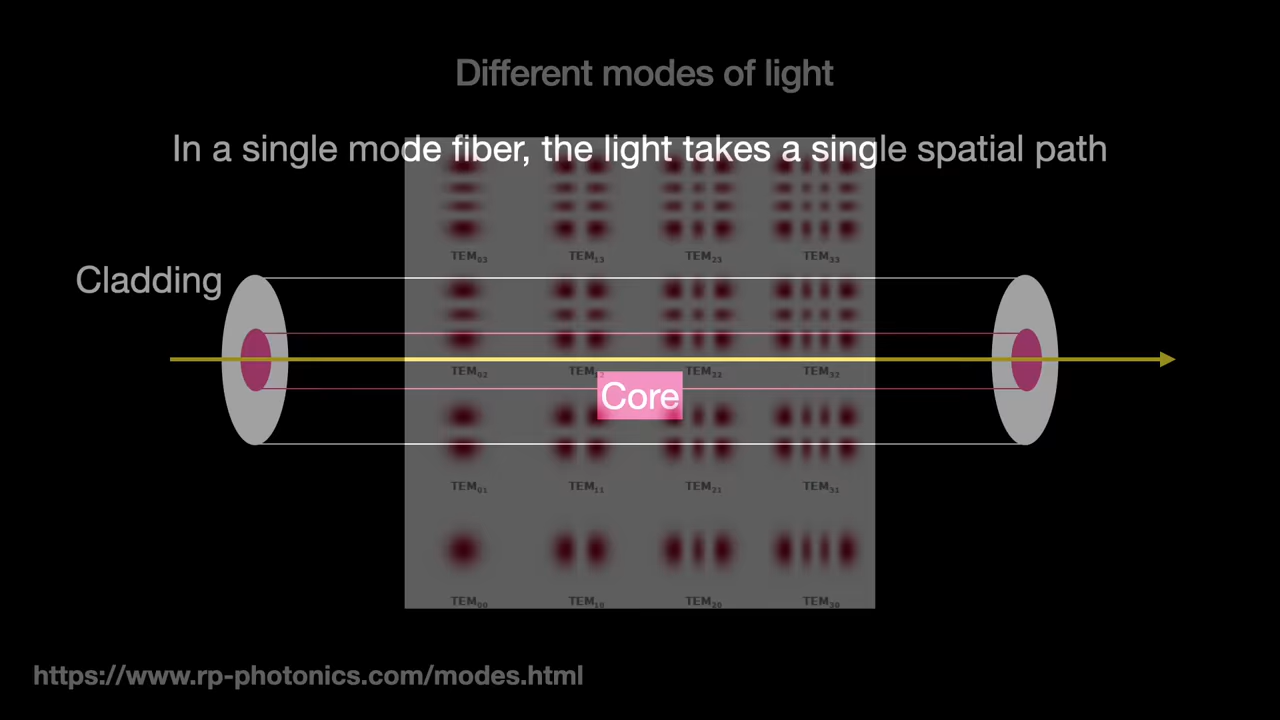 Different modes of light
In a single mode fiber, the light takes a single spatial path
TEM03 TEM13 TEM23 TEM33
Cladding
TEM02 TEM12 TEM22 TEM32
Core
TEM01 TEM11 TEM21 TEM31
TEM00 TEM10 TEM20 TEM30
https://www.rp-photonics.com/modes.html